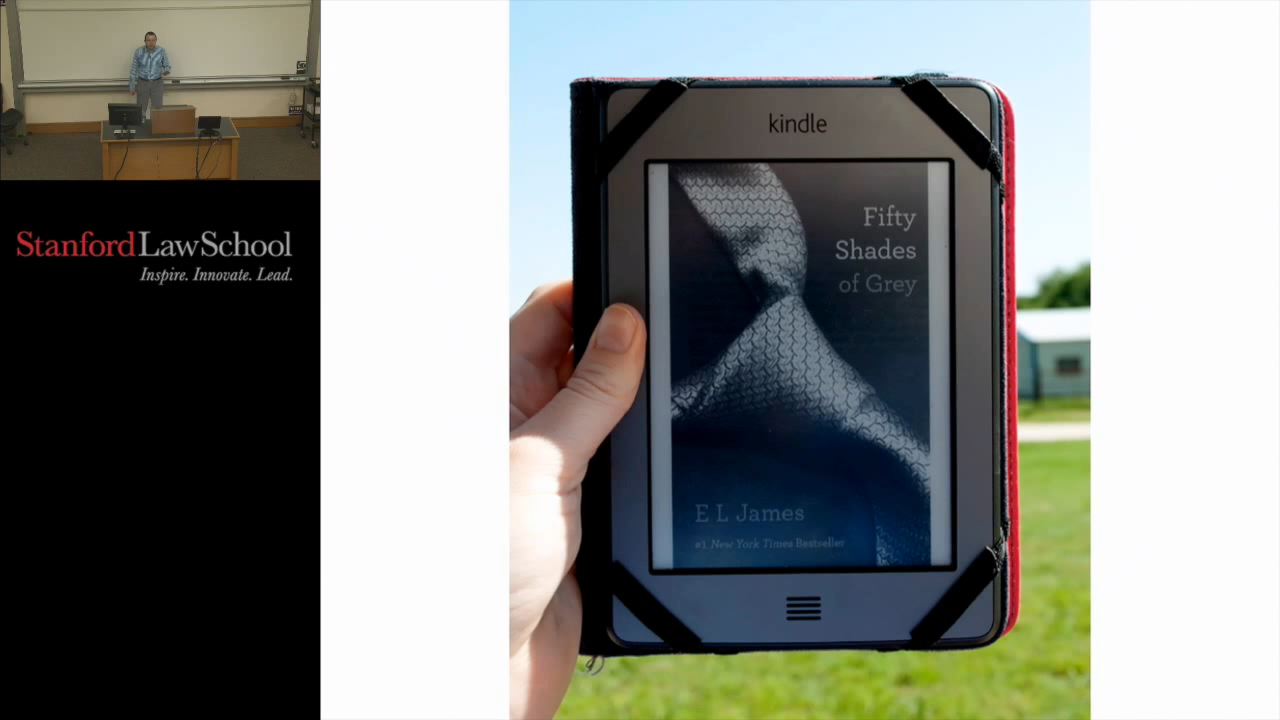 Stanford LawSchool
Inspire. Innovate. Lead.
kindle
Fifty
Shades
of Grey
E L James
#1 New York Times Bestseller